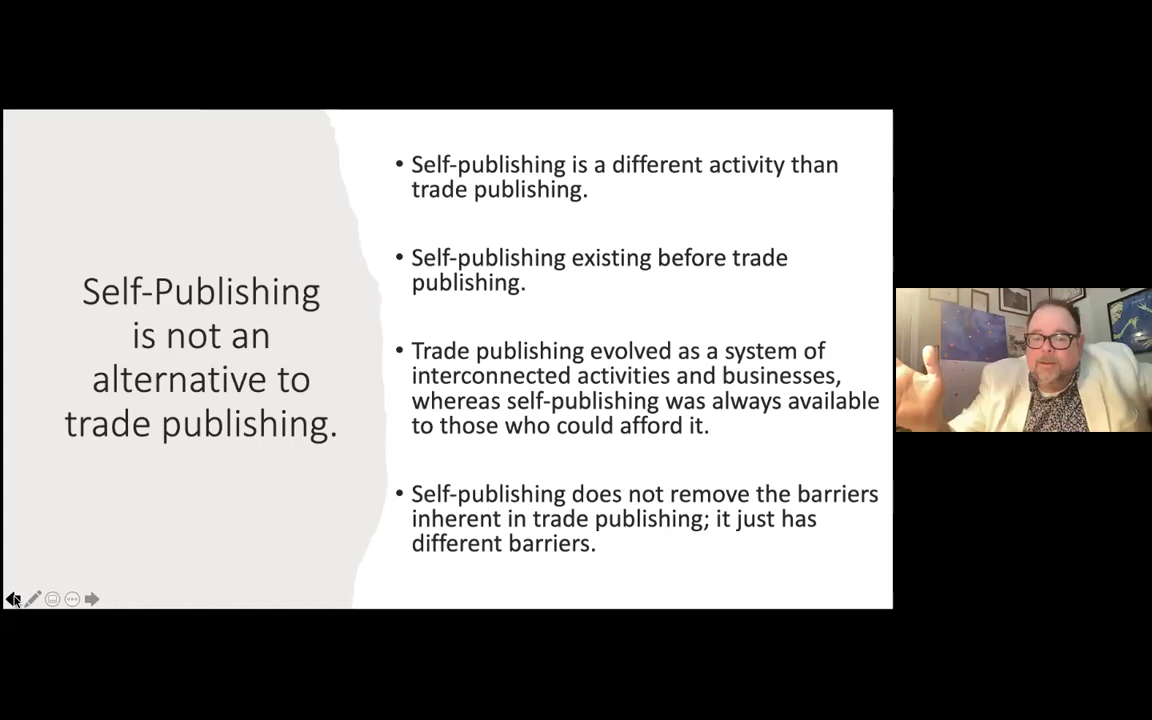 Self-Publishing
is not an
alternative to
trade publishing.
• Self-publishing is a different activity than
trade publishing.
• Self-publishing existing before trade
publishing.
• Trade publishing evolved as a system of
interconnected activities and businesses,
whereas self-publishing was always available
to those who could afford it.
• Self-publishing does not remove the barriers
inherent in trade publishing; it just has
different barriers.